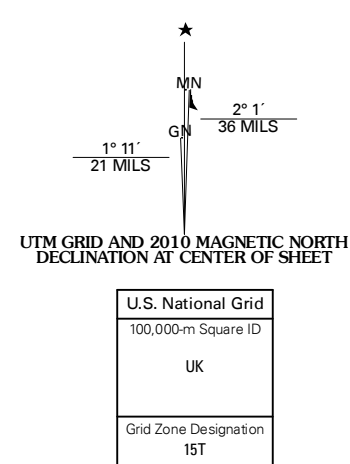 MN
2° 1´
36 MILS
GN
1° 11´
21 MILS
UTM GRID AND 2010 MAGNETIC NORTH
DECLINATION AT CENTER OF SHEET
U.S. National Grid
100,000-m Square ID
UK
Grid Zone Designation
15T